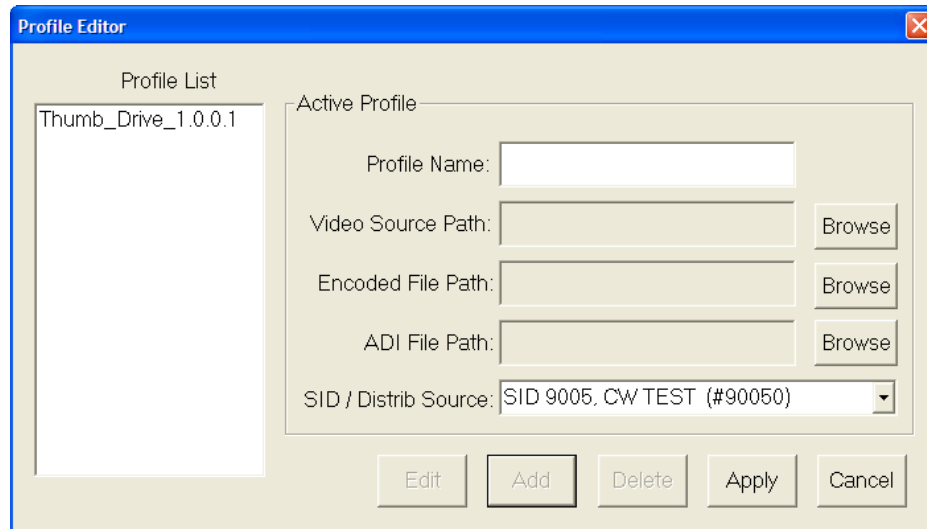 Profile Editor
Profile List
Thumb_Drive_1.0.0.1
Active Profile
Profile Name:
Video Source Path:
Browse
Encoded File Path:
Browse
ADI File Path:
Browse
SID / Distrib Source:
SID 9005, CW TEST (#90050)
Edit
Add
Delete
Apply
Cancel